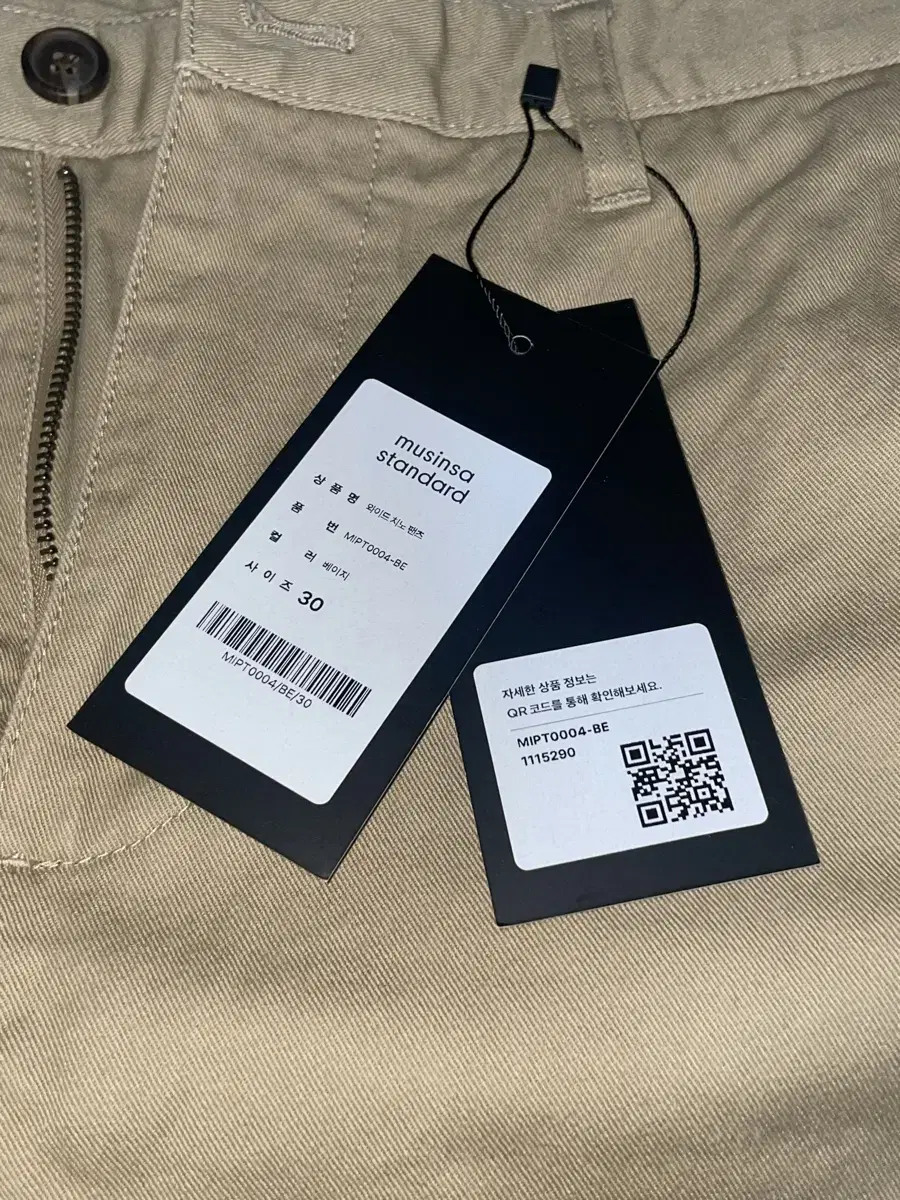 musinsa
standard
상품명 와이드 치노 팬츠
품번 MIPT0004-BE
컬러 베이지
사이즈 30
MIPT0004/BE/30
자세한 상품 정보는
QR 코드를 통해 확인해보세요.
MIPT0004-BE
1115290